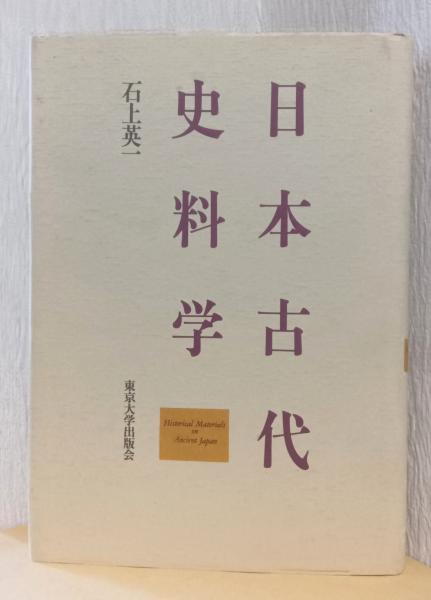 日本古代
史料学
石上英一
Historical Materials
on
Ancient Japan
東京大学出版会